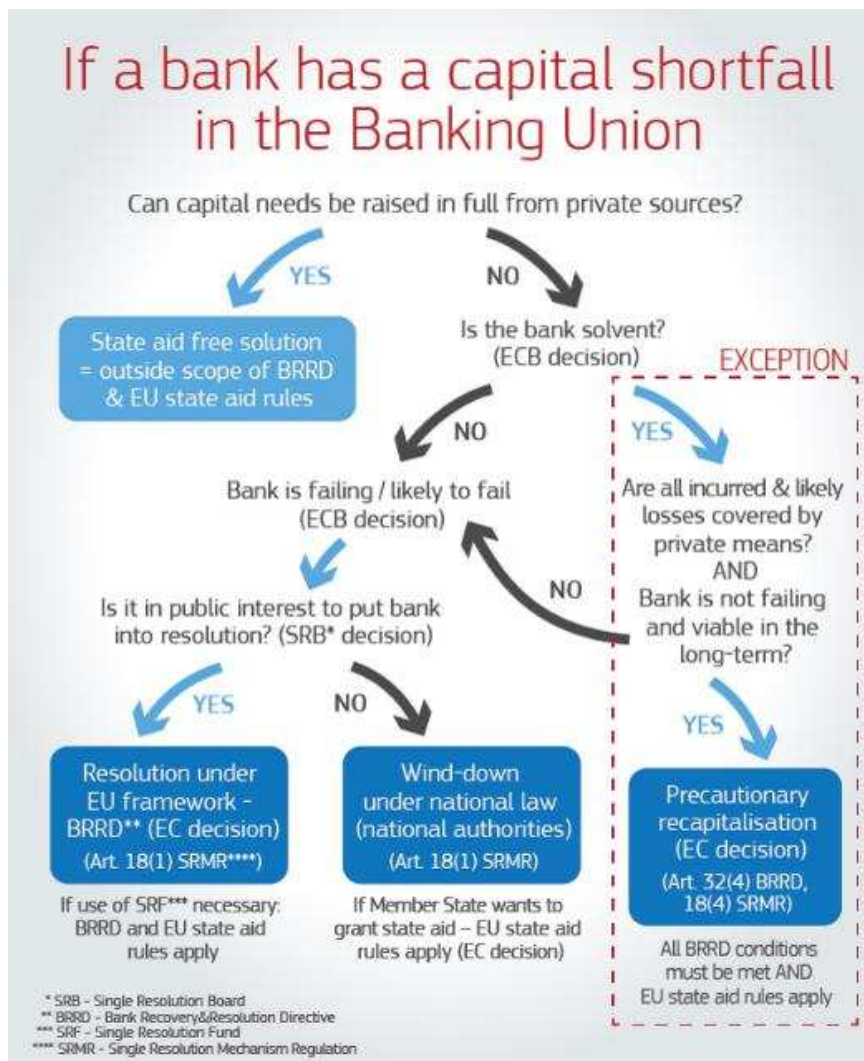 If a bank has a capital shortfall
in the Banking Union
Can capital needs be raised in full from private sources?
YES
NO
State aid free solution
= outside scope of BRRD
& EU state aid rules
Is the bank solvent?
(ECB decision)
EXCEPTION
NO
YES
Bank is failing / likely to fail
(ECB decision)
Are all incurred & likely
losses covered by
private means?
AND
Bank is not failing
and viable in the
long-term?
NO
Is it in public interest to put bank
into resolution? (SRB* decision)
YES
NO
YES
Resolution under
EU framework -
BRRD** (EC decision)
(Art. 18(1) SRMR****)
Wind-down
under national law
(national authorities)
(Art. 18(1) SRMR)
Precautionary
recapitalisation
(EC decision)
(Art. 32(4) BRRD,
18(4) SRMR)
If use of SRF*** necessary:
BRRD and EU state aid
rules apply
If Member State wants to
grant state aid – EU state aid
rules apply (EC decision)
All BRRD conditions
must be met AND
EU state aid rules apply
* SRB - Single Resolution Board
** BRRD - Bank Recovery&Resolution Directive
*** SRF - Single Resolution Fund
**** SRMR - Single Resolution Mechanism Regulation